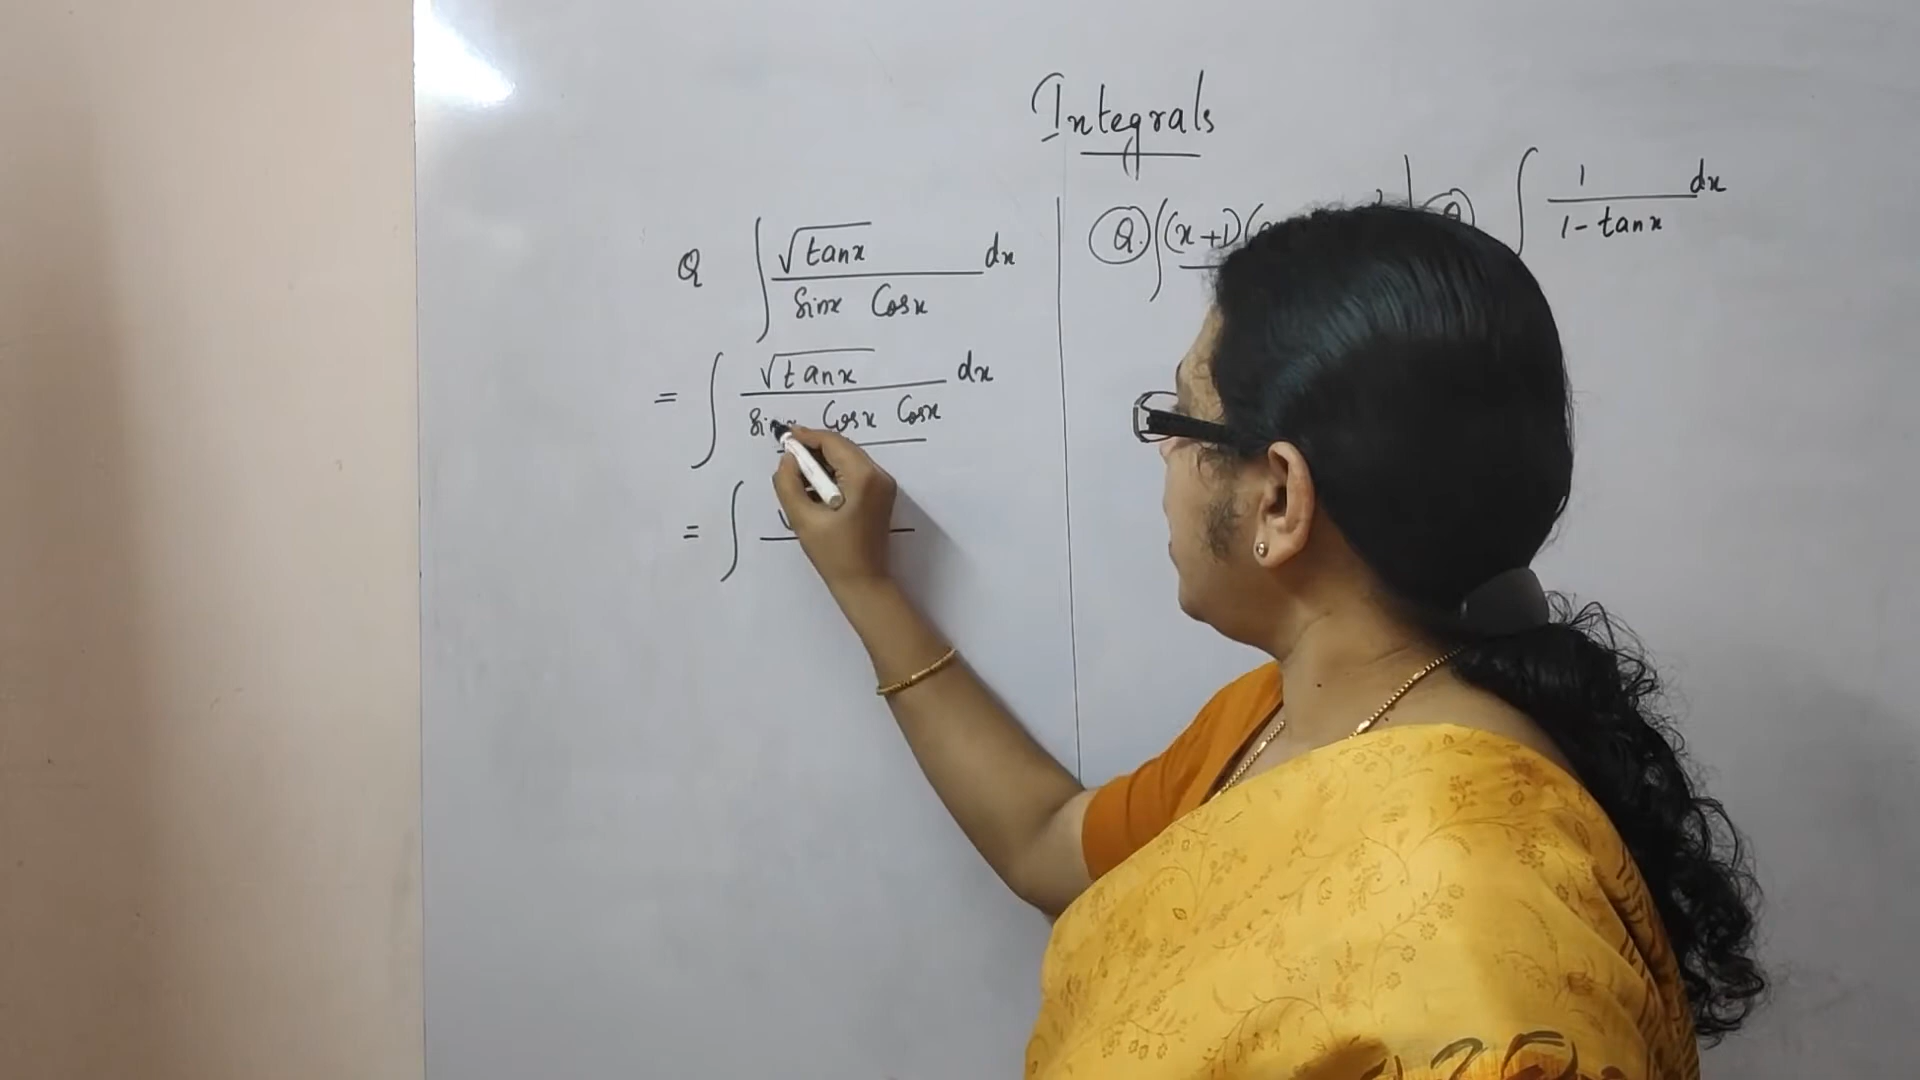 Integrals
Q ∫ √tanx / Sinx Cosx dx
= ∫ √tanx / Sinx Cosx Cosx dx
= ∫ √
Q. ∫ (x+1)(
Q ∫ 1 / 1 - tanx dx